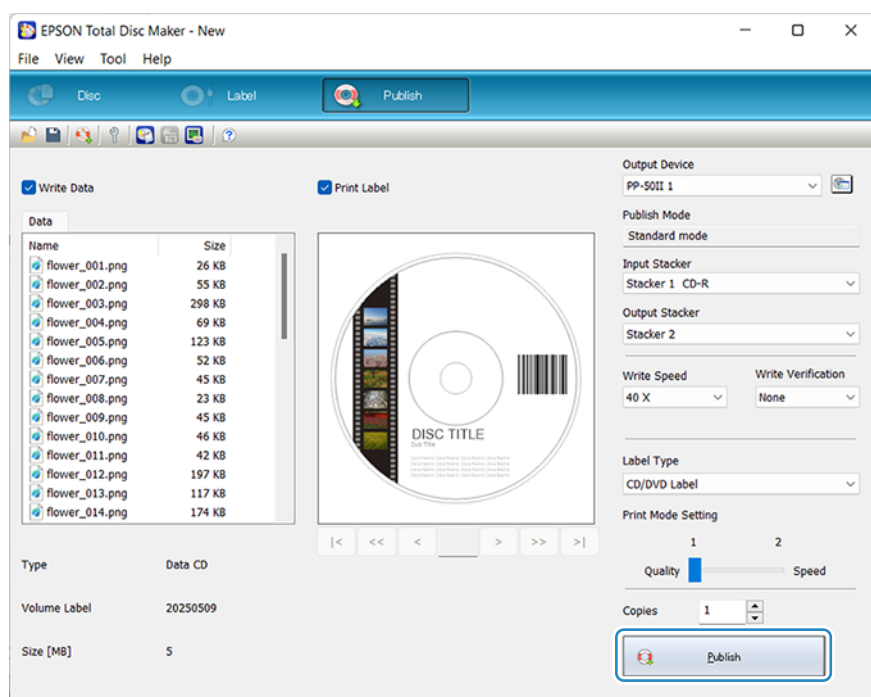 EPSON Total Disc Maker - New
File View Tool Help
Disc Label Publish
Write Data
Data
Name Size
flower_001.png 26 KB
flower_002.png 55 KB
flower_003.png 298 KB
flower_004.png 69 KB
flower_005.png 123 KB
flower_006.png 52 KB
flower_007.png 45 KB
flower_008.png 23 KB
flower_009.png 45 KB
flower_010.png 46 KB
flower_011.png 42 KB
flower_012.png 197 KB
flower_013.png 117 KB
flower_014.png 174 KB
Type Data CD
Volume Label 20250509
Size [MB] 5
Print Label
DISC TITLE
Sub Title
|< << < > >> >|
Output Device
PP-50II 1
Publish Mode
Standard mode
Input Stacker
Stacker 1 CD-R
Output Stacker
Stacker 2
Write Speed Write Verification
40 X None
Label Type
CD/DVD Label
Print Mode Setting
1 2
Quality Speed
Copies 1
Publish